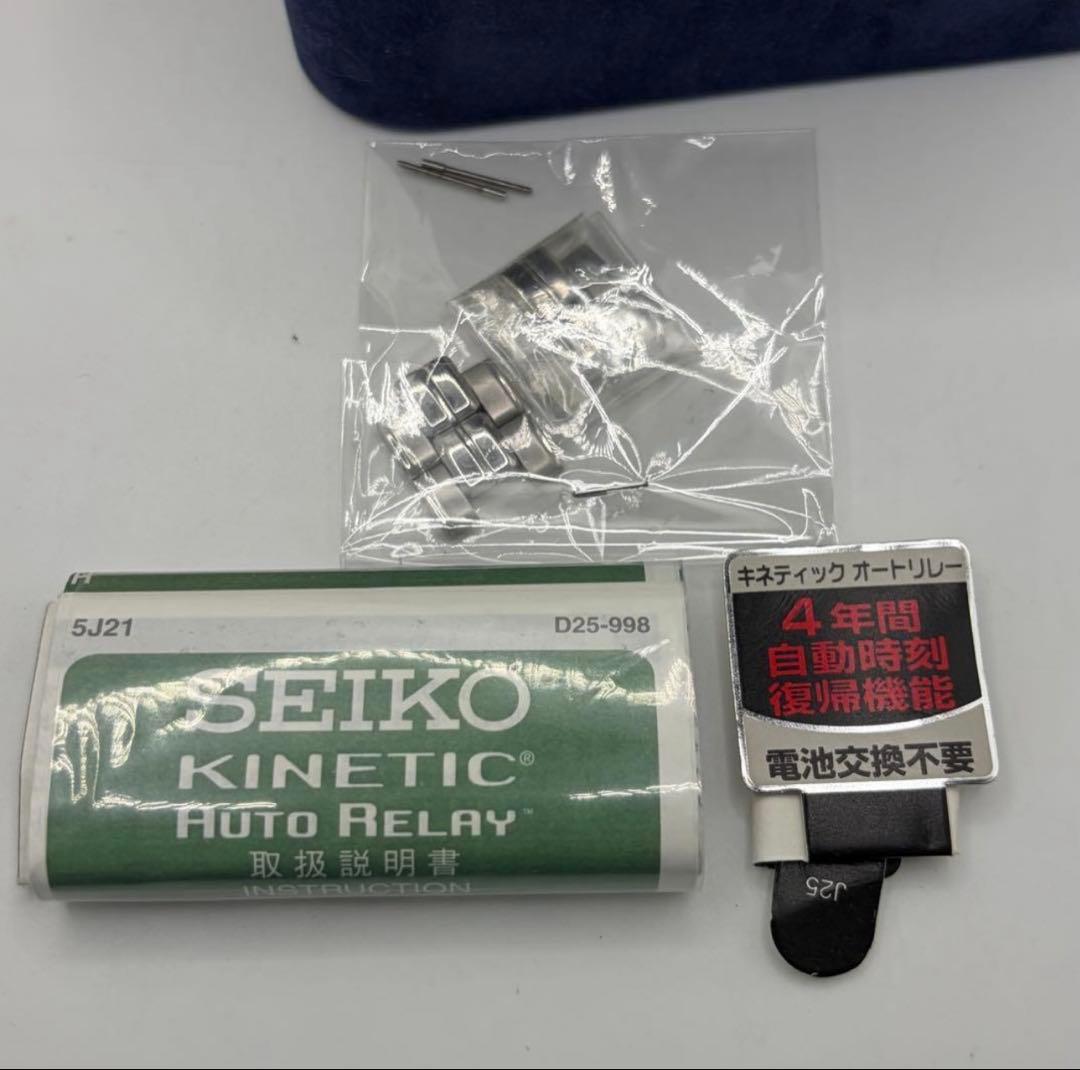 5J21
D25-998
SEIKO
KINETIC®
AUTO RELAY™
取扱説明書
INSTRUCTION
キネティック オートリレー
4年間
自動時刻
復帰機能
電池交換不要
J25